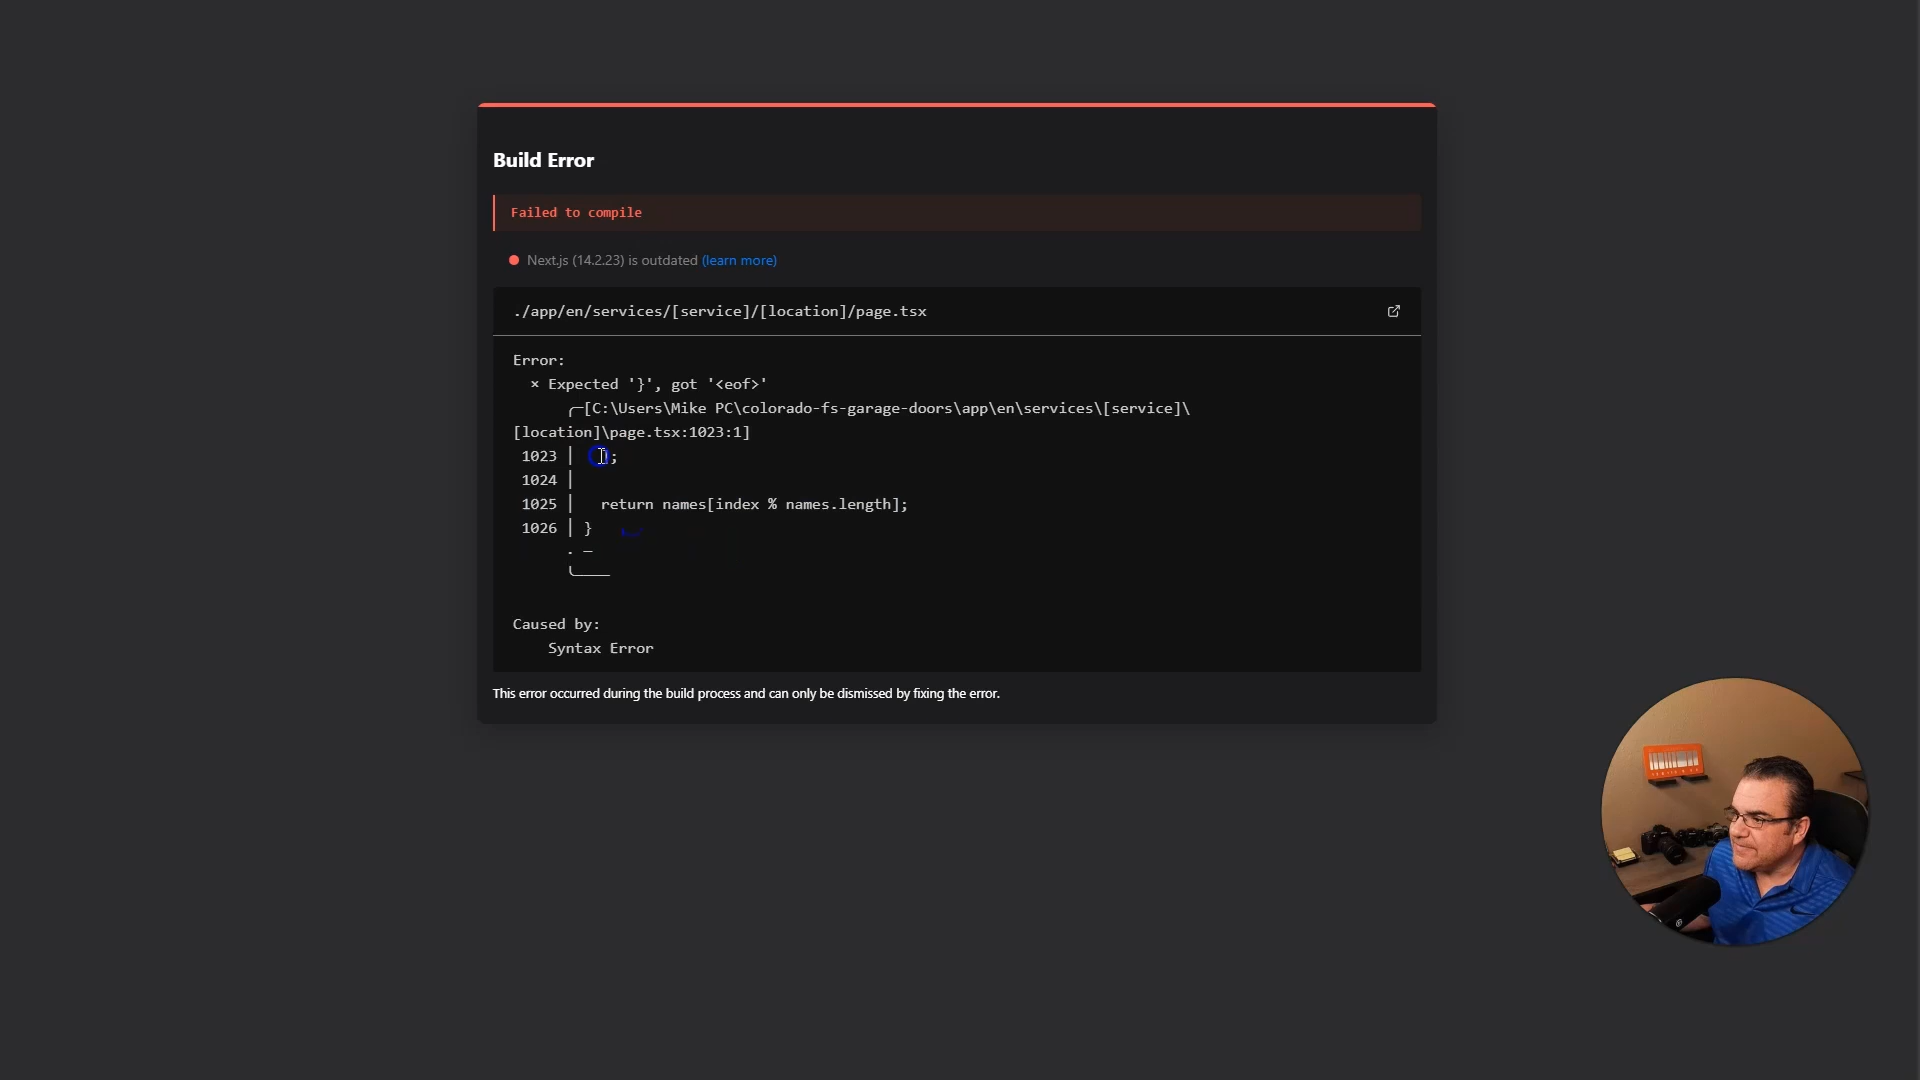 Build Error
Failed to compile
Next.js (14.2.23) is outdated (learn more)
./app/en/services/[service]/[location]/page.tsx
Error:
× Expected '}', got '<eof>'
╭─[C:\Users\Mike PC\colorado-fs-garage-doors\app\en\services\[service]\
[location]\page.tsx:1023:1]
1023 │ ];
1024 │
1025 │ return names[index % names.length];
1026 │ }
. ─
╰────
Caused by:
Syntax Error
This error occurred during the build process and can only be dismissed by fixing the error.